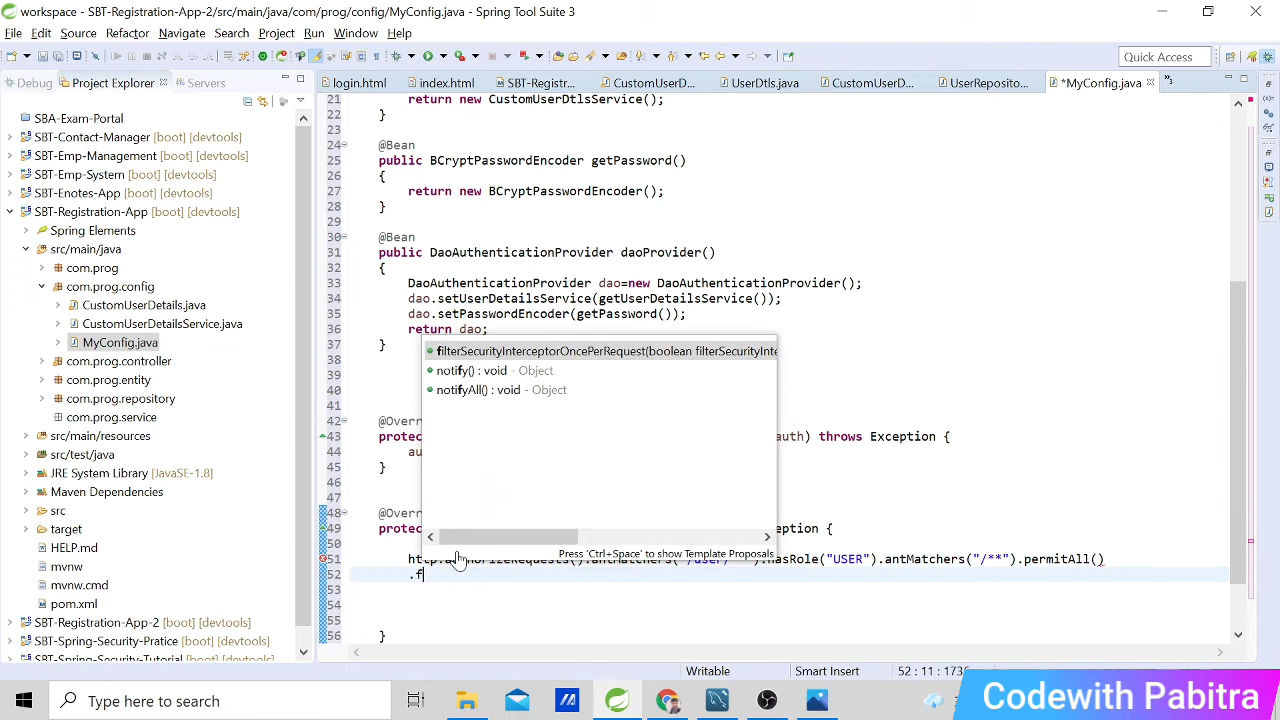 workspace - SBT-Registration-App-2/src/main/java/com/prog/config/MyConfig.java - Spring Tool Suite 3
File Edit Source Refactor Navigate Search Project Run Window Help
Quick Access
Debug Project Explorer Servers
login.html index.html SBT-Registr... CustomUserD... UserDtls.java CustomUserD... UserReposito... *MyConfig.java
SBA-Exam-Portal
SBT-Contact-Manager [boot] [devtools]
SBT-Emp-Management [boot] [devtools]
SBT-Emp-System [boot] [devtools]
SBT-Enotes-App [boot] [devtools]
SBT-Registration-App [boot] [devtools]
Spring Elements
src/main/java
com.prog
com.prog.config
CustomUserDetails.java
CustomUserDetailsService.java
MyConfig.java
com.prog.controller
com.prog.entity
com.prog.repository
com.prog.service
src/main/resources
src/test/java
JRE System Library [JavaSE-1.8]
Maven Dependencies
src
target
HELP.md
mvnw
mvnw.cmd
pom.xml
SBT-Registration-App-2 [boot] [devtools]
SBT-Spring-Security-Pratice [boot] [devtools]
SBT-Spring-Security-Tutorial [boot] [devtools]
21 return new CustomUserDtlsService();
22 }
23
24 @Bean
25 public BCryptPasswordEncoder getPassword()
26 {
27 return new BCryptPasswordEncoder();
28 }
29
30 @Bean
31 public DaoAuthenticationProvider daoProvider()
32 {
33 DaoAuthenticationProvider dao=new DaoAuthenticationProvider();
34 dao.setUserDetailsService(getUserDetailsService());
35 dao.setPasswordEncoder(getPassword());
36 return dao;
37 }
38
39
40
41
42 @Overr
43 protec auth) throws Exception {
44 au
45 }
46
47
48 @Overr
49 protec eption {
51 http.authorizeRequests().antMatchers("/user/**").hasRole("USER").antMatchers("/**").permitAll()
52 .f
53
54
55
56 }
filterSecurityInterceptorOncePerRequest(boolean filterSecurityInte
notify() : void - Object
notifyAll() : void - Object
Press 'Ctrl+Space' to show Template Proposals
Writable Smart Insert 52 : 11 : 173
Type here to search
Codewith Pabitra